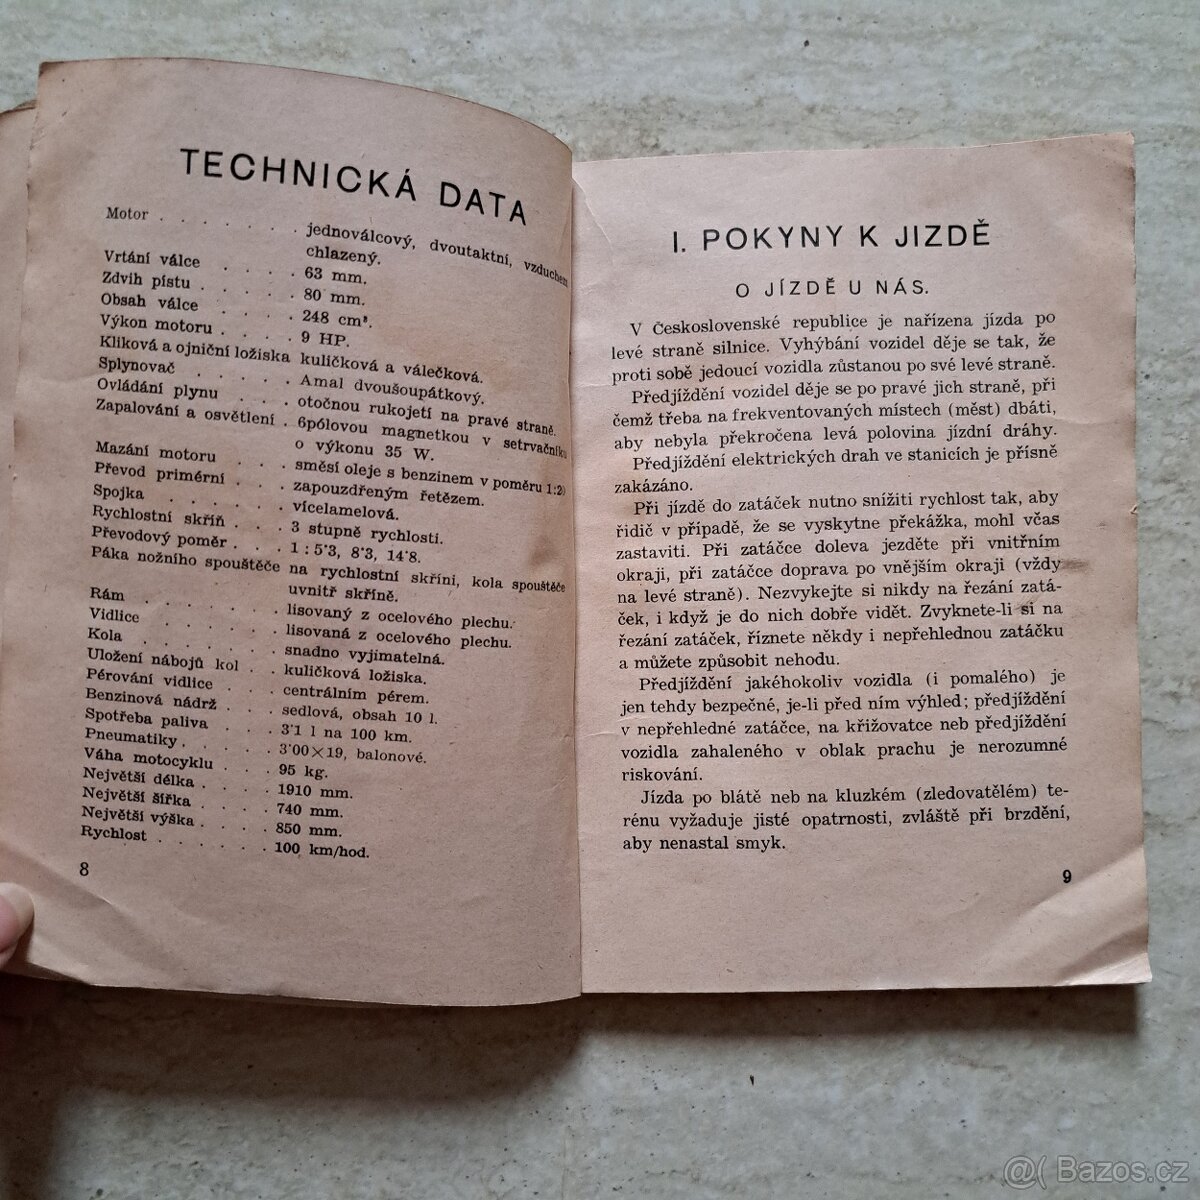 TECHNICKÁ DATA
Motor . . . . . . . jednoválcový, dvoutaktní, vzduchem
chlazený.
Vrtání válce . . . . 63 mm.
Zdvih pístu . . . . 80 mm.
Obsah válce . . . . 248 cm³.
Výkon motoru . . . . 9 HP.
Kliková a ojniční ložiska kuličková a válečková.
Splynovač . . . . . Amal dvoušoupátkový.
Ovládání plynu . . . otočnou rukojetí na pravé straně.
Zapalování a osvětlení . 6pólovou magnetkou v setrvačníku
o výkonu 35 W.
Mazání motoru . . . směsí oleje s benzinem v poměru 1:20
Převod primérní . . . zapouzdřeným řetězem.
Spojka . . . . . . vícelamelová.
Rychlostní skříň . . . 3 stupně rychlostí.
Převodový poměr . . . 1 : 5·3, 8·3, 14·8.
Páka nožního spouštěče na rychlostní skříni, kola spouštěče
uvnitř skříně.
Rám . . . . . . . lisovaný z ocelového plechu.
Vidlice . . . . . . lisovaná z ocelového plechu.
Kola . . . . . . . snadno vyjimatelná.
Uložení nábojů kol . . kuličková ložiska.
Pérování vidlice . . . centrálním pérem.
Benzinová nádrž . . . sedlová, obsah 10 l.
Spotřeba paliva . . . 3·1 l na 100 km.
Pneumatiky . . . . . 3·00×19, balonové.
Váha motocyklu . . . 95 kg.
Největší délka . . . . 1910 mm.
Největší šířka . . . . 740 mm.
Největší výška . . . . 850 mm.
Rychlost . . . . . . 100 km/hod.
8
I. POKYNY K JIZDĚ
O JÍZDĚ U NÁS.
V Československé republice je nařízena jízda po
levé straně silnice. Vyhýbání vozidel děje se tak, že
proti sobě jedoucí vozidla zůstanou po své levé straně.
Předjíždění vozidel děje se po pravé jich straně, při
čemž třeba na frekventovaných místech (měst) dbáti,
aby nebyla překročena levá polovina jízdní dráhy.
Předjíždění elektrických drah ve stanicích je přísně
zakázáno.
Při jízdě do zatáček nutno snížiti rychlost tak, aby
řidič v případě, že se vyskytne překážka, mohl včas
zastaviti. Při zatáčce doleva jezděte při vnitřním
okraji, při zatáčce doprava po vnějším okraji (vždy
na levé straně). Nezvykejte si nikdy na řezání zatá-
ček, i když je do nich dobře vidět. Zvyknete-li si na
řezání zatáček, říznete někdy i nepřehlednou zatáčku
a můžete způsobit nehodu.
Předjíždění jakéhokoliv vozidla (i pomalého) je
jen tehdy bezpečné, je-li před ním výhled; předjíždění
v nepřehledné zatáčce, na křižovatce neb předjíždění
vozidla zahaleného v oblak prachu je nerozumné
riskování.
Jízda po blátě neb na kluzkém (zledovatělém) te-
rénu vyžaduje jisté opatrnosti, zvláště při brzdění,
aby nenastal smyk.
9
@( Bazos.cz